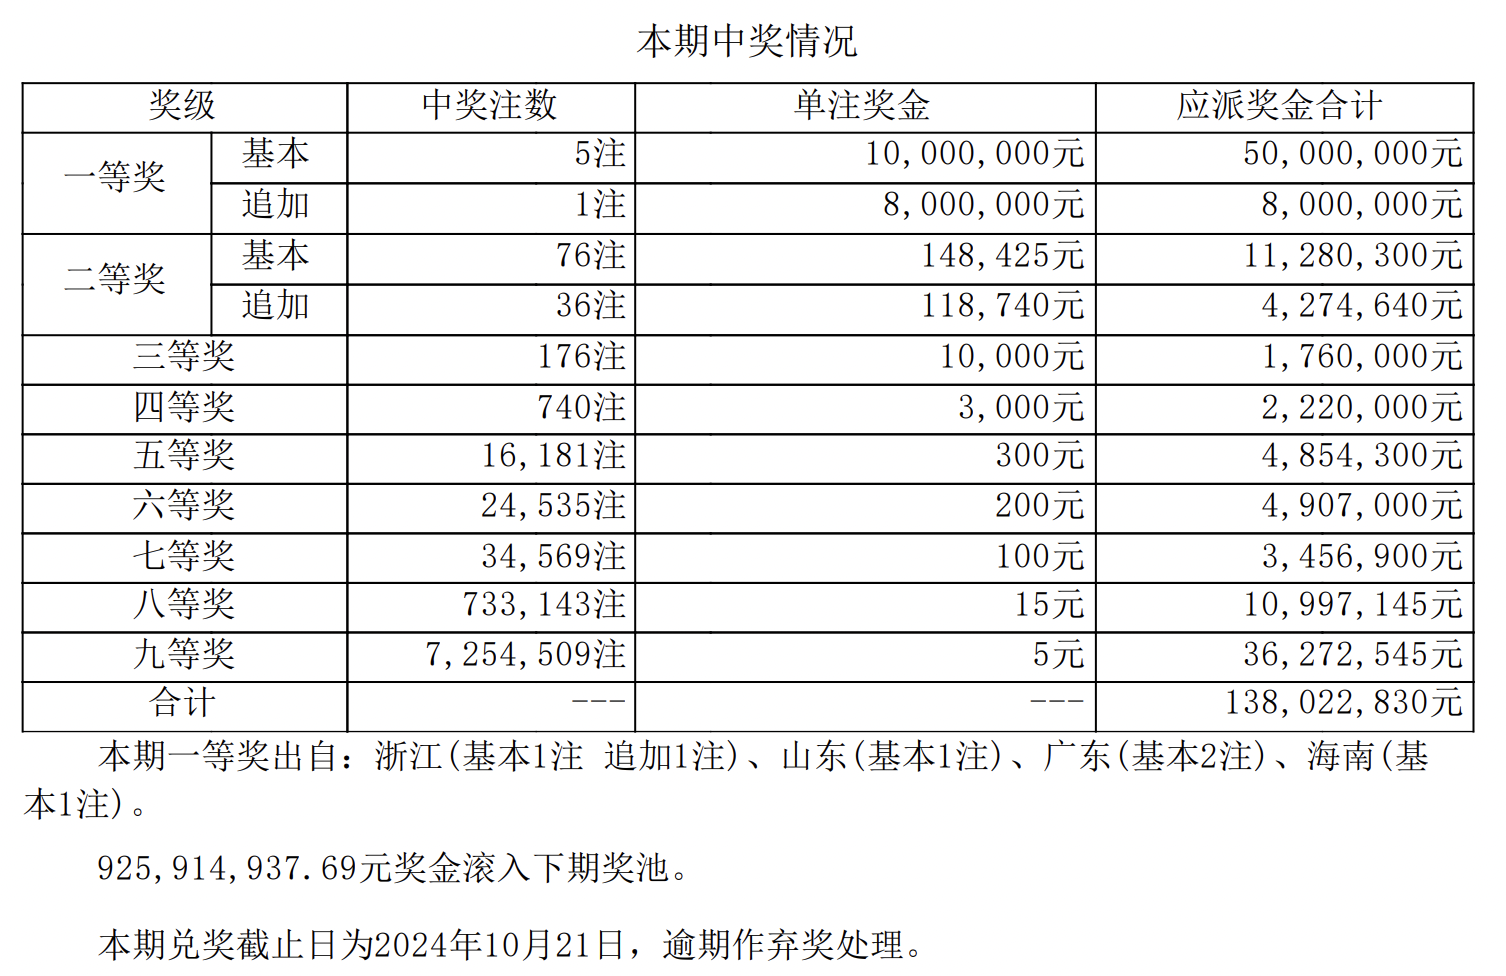 本期中奖情况
奖级 中奖注数 单注奖金 应派奖金合计
一等奖 基本 5注 10,000,000元 50,000,000元
追加 1注 8,000,000元 8,000,000元
二等奖 基本 76注 148,425元 11,280,300元
追加 36注 118,740元 4,274,640元
三等奖 176注 10,000元 1,760,000元
四等奖 740注 3,000元 2,220,000元
五等奖 16,181注 300元 4,854,300元
六等奖 24,535注 200元 4,907,000元
七等奖 34,569注 100元 3,456,900元
八等奖 733,143注 15元 10,997,145元
九等奖 7,254,509注 5元 36,272,545元
合计 --- --- 138,022,830元
本期一等奖出自：浙江(基本1注 追加1注)、山东(基本1注)、广东(基本2注)、海南(基
本1注)。
925,914,937.69元奖金滚入下期奖池。
本期兑奖截止日为2024年10月21日，逾期作弃奖处理。